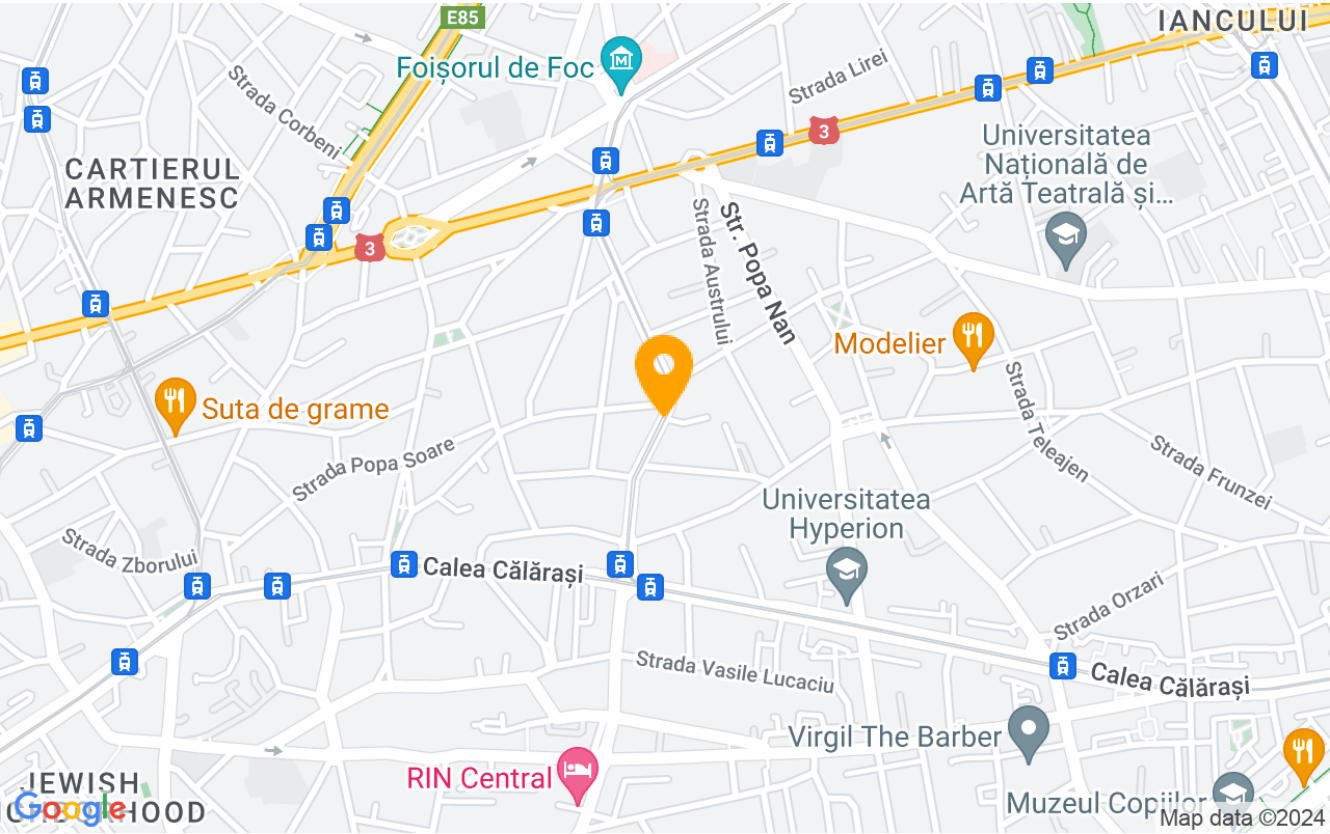 E85
IANCULUI
Foișorul de Foc
Strada Lirei
Strada Corbeni
3
Universitatea
Națională de
Artă Teatrală și...
CARTIERUL
ARMENESC
3
Strada Austrului
Str. Popa Nan
Modelier
Suta de grame
Strada Teleajen
Strada Popa Soare
Strada Frunzei
Universitatea
Hyperion
Strada Zborului
Calea Călărași
Strada Orzari
Strada Vasile Lucaciu
Calea Călărași
Virgil The Barber
RIN Central
JEWISH
HOOD
Google
Muzeul Copiilor
Map data ©2024